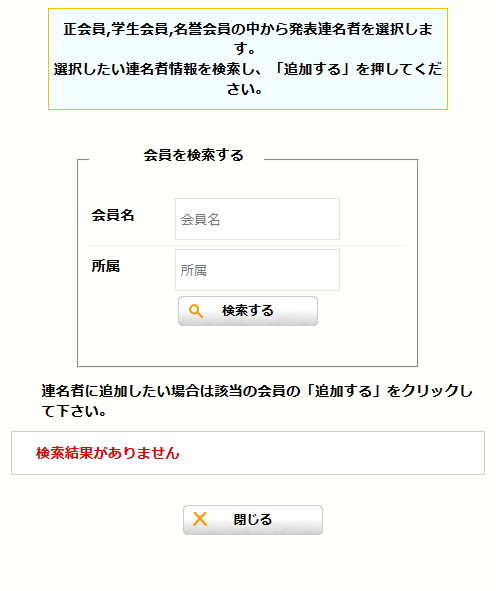 正会員,学生会員,名誉会員の中から発表連名者を選択しま
す。
選択したい連名者情報を検索し、「追加する」を押してくだ
さい。
会員を検索する
会員名
会員名
所属
所属
検索する
連名者に追加したい場合は該当の会員の「追加する」をクリックし
て下さい。
検索結果がありません
閉じる